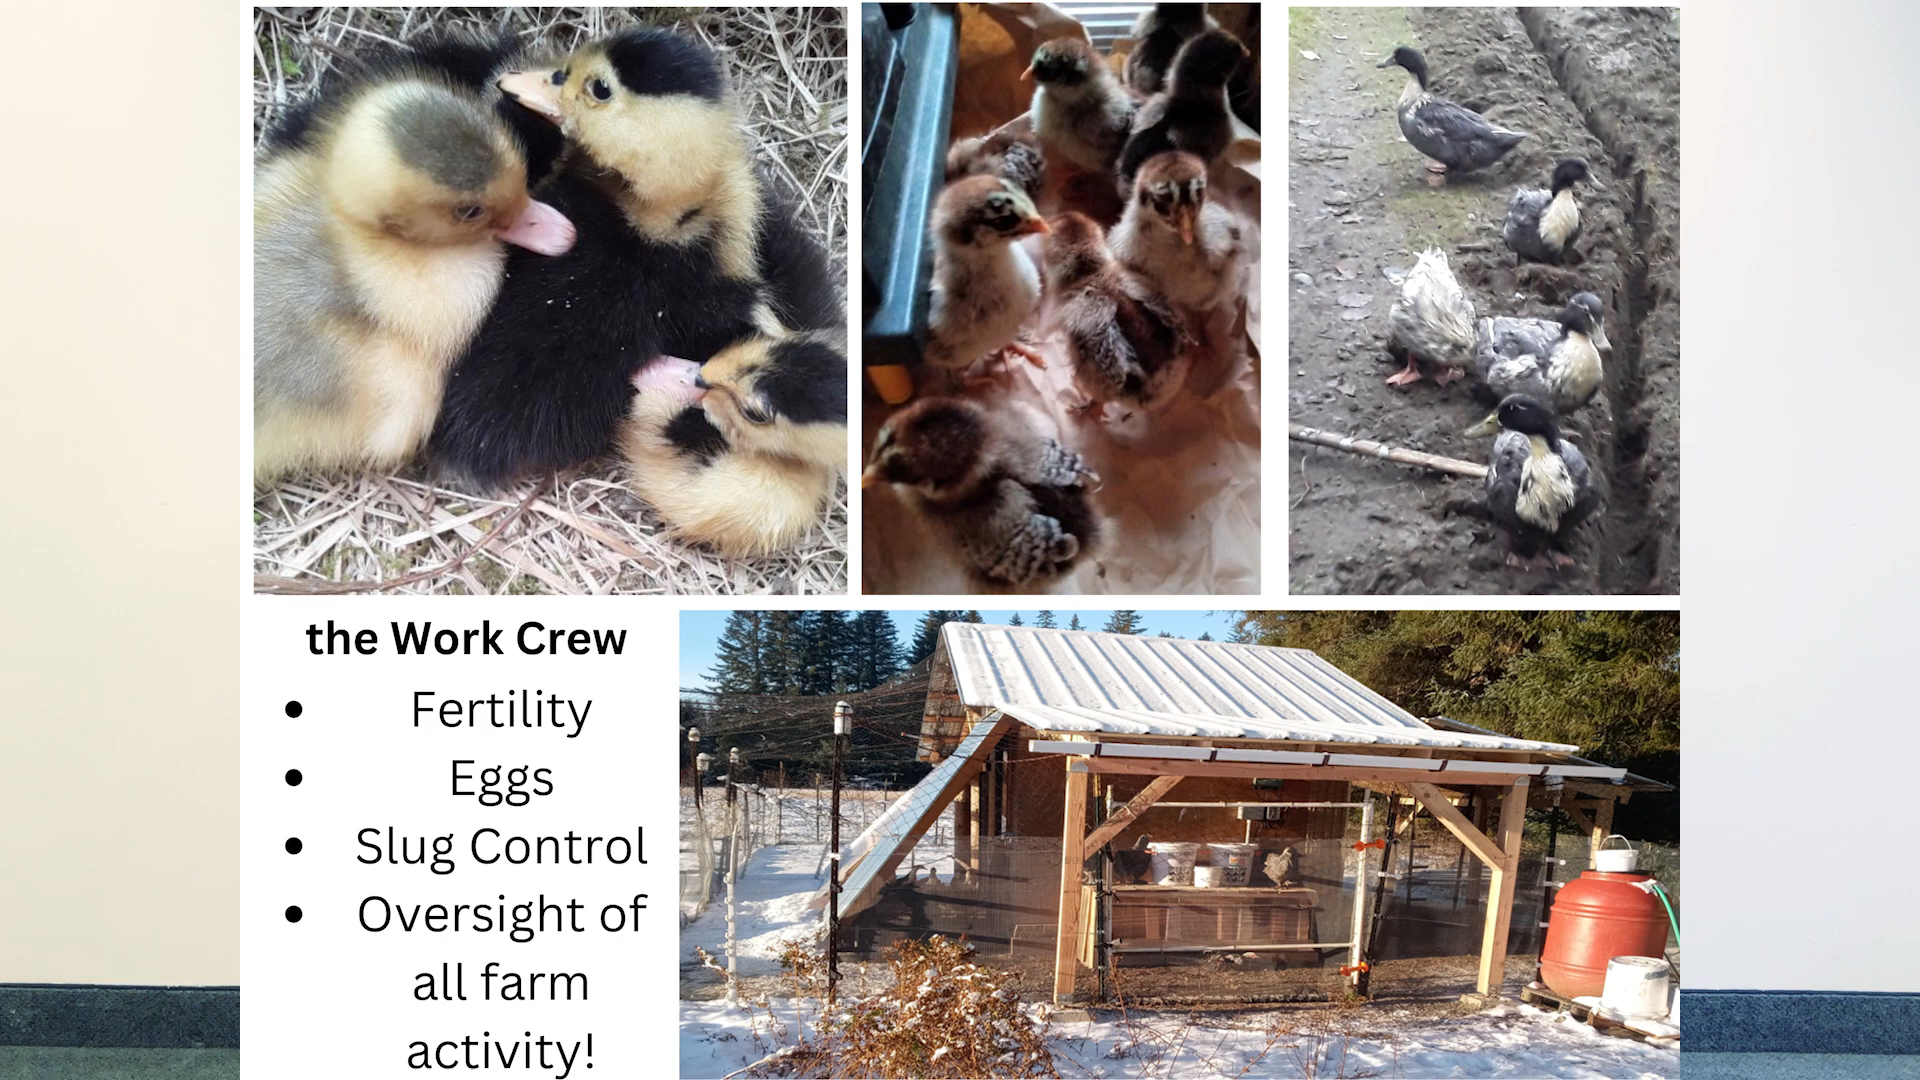 the Work Crew
Fertility
Eggs
Slug Control
Oversight of
all farm
activity!